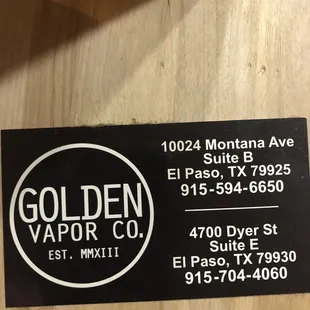 GOLDEN
VAPOR CO.
EST. MMXIII
10024 Montana Ave
Suite B
El Paso, TX 79925
915-594-6650
4700 Dyer St
Suite E
El Paso, TX 79930
915-704-4060